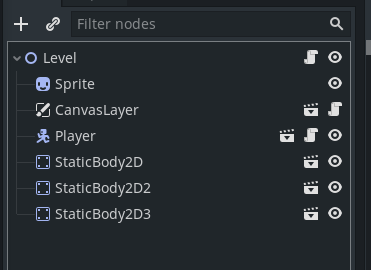 Filter nodes
Level
Sprite
CanvasLayer
Player
StaticBody2D
StaticBody2D2
StaticBody2D3